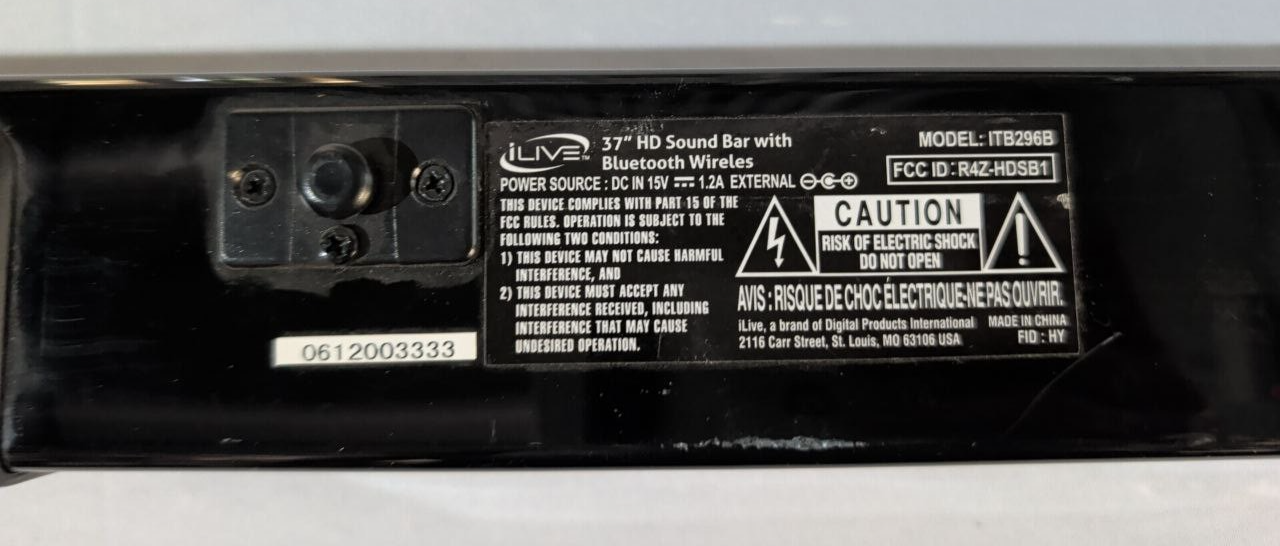 iLIVE™
37" HD Sound Bar with
Bluetooth Wireles
MODEL: ITB296B
FCC ID : R4Z-HDSB1
POWER SOURCE : DC IN 15V 1.2A EXTERNAL
THIS DEVICE COMPLIES WITH PART 15 OF THE
FCC RULES. OPERATION IS SUBJECT TO THE
FOLLOWING TWO CONDITIONS:
1) THIS DEVICE MAY NOT CAUSE HARMFUL
INTERFERENCE, AND
2) THIS DEVICE MUST ACCEPT ANY
INTERFERENCE RECEIVED, INCLUDING
INTERFERENCE THAT MAY CAUSE
UNDESIRED OPERATION.
CAUTION
RISK OF ELECTRIC SHOCK
DO NOT OPEN
AVIS : RISQUE DE CHOC ÉLECTRIQUE-NE PAS OUVRIR.
iLive, a brand of Digital Products International
2116 Carr Street, St. Louis, MO 63106 USA
MADE IN CHINA
FID : HY
0612003333